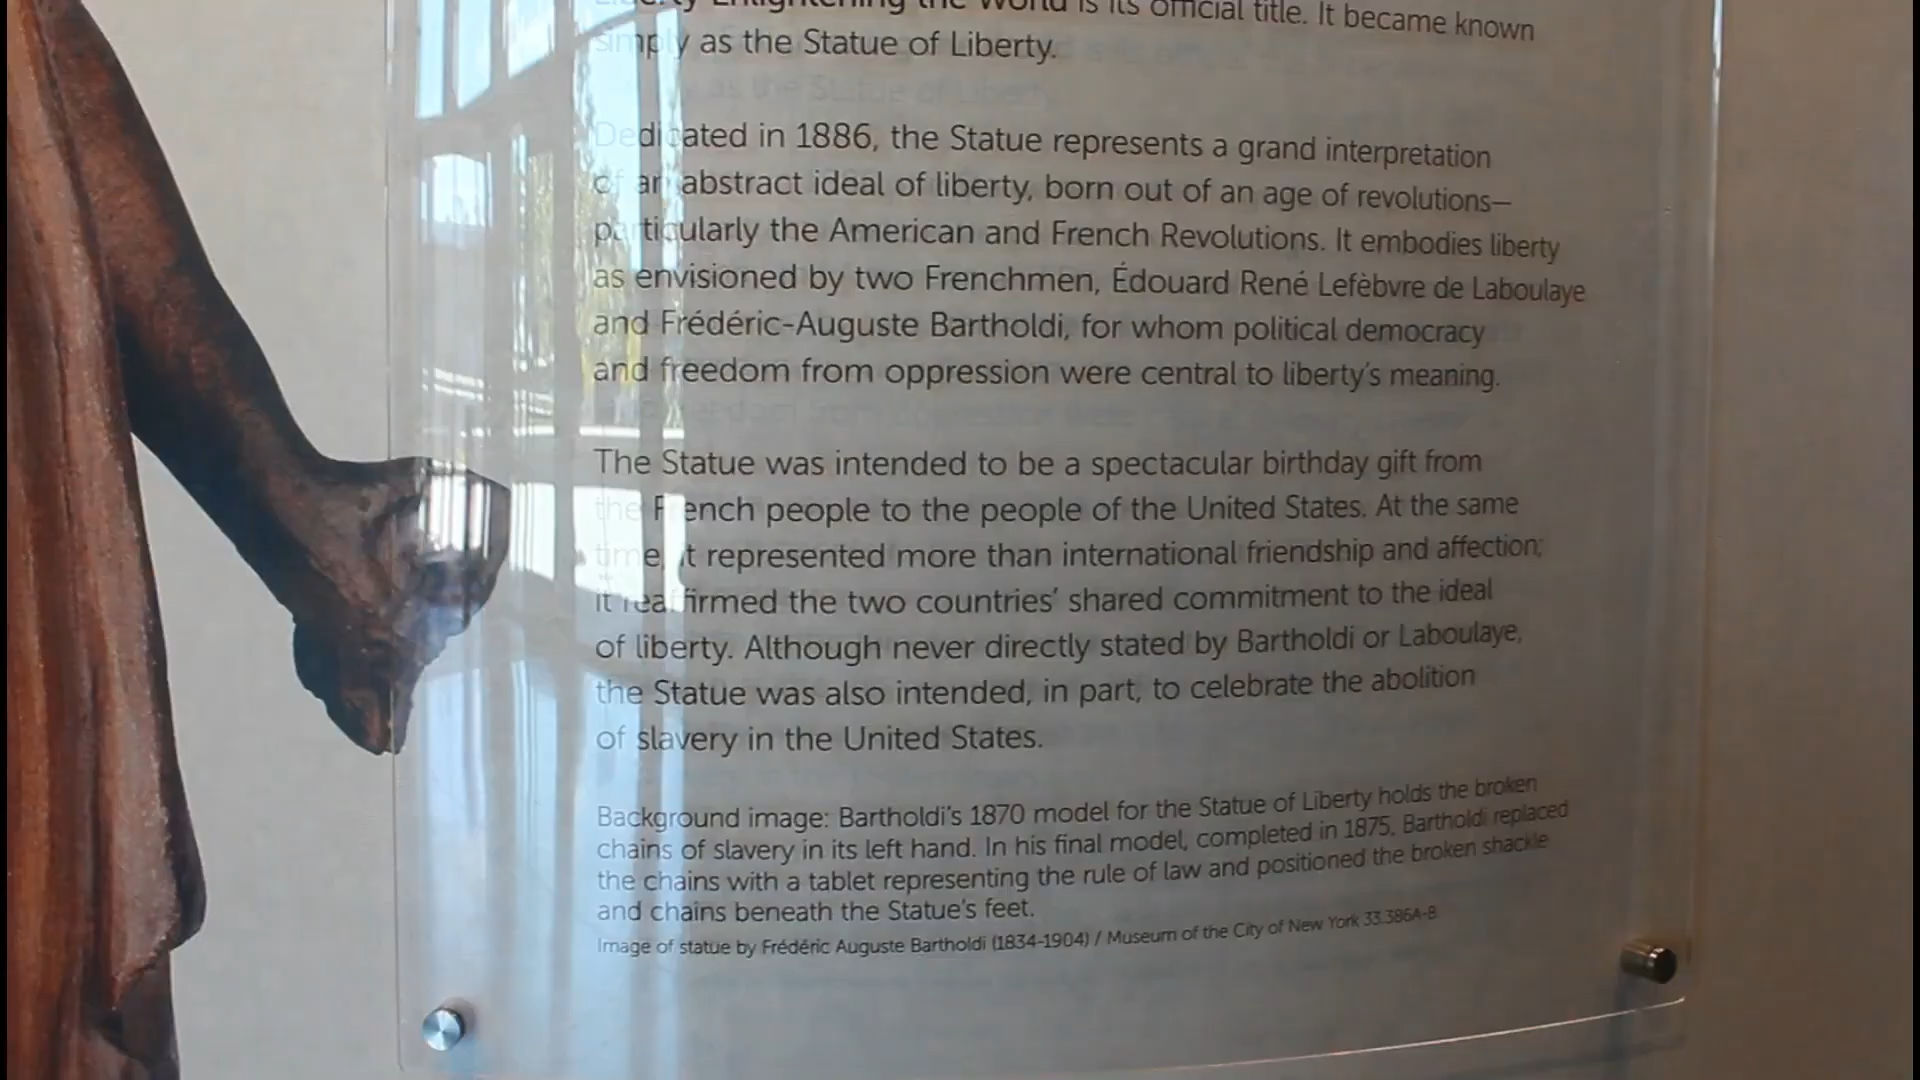 Liberty Enlightening the World is its official title. It became known
simply as the Statue of Liberty.
Dedicated in 1886, the Statue represents a grand interpretation
of an abstract ideal of liberty, born out of an age of revolutions—
particularly the American and French Revolutions. It embodies liberty
as envisioned by two Frenchmen, Édouard René Lefèbvre de Laboulaye
and Frédéric-Auguste Bartholdi, for whom political democracy
and freedom from oppression were central to liberty's meaning.
The Statue was intended to be a spectacular birthday gift from
the French people to the people of the United States. At the same
time, it represented more than international friendship and affection;
it reaffirmed the two countries' shared commitment to the ideal
of liberty. Although never directly stated by Bartholdi or Laboulaye,
the Statue was also intended, in part, to celebrate the abolition
of slavery in the United States.
Background image: Bartholdi's 1870 model for the Statue of Liberty holds the broken
chains of slavery in its left hand. In his final model, completed in 1875, Bartholdi replaced
the chains with a tablet representing the rule of law and positioned the broken shackle
and chains beneath the Statue's feet.
Image of statue by Frédéric Auguste Bartholdi (1834-1904) / Museum of the City of New York 33.386A-B